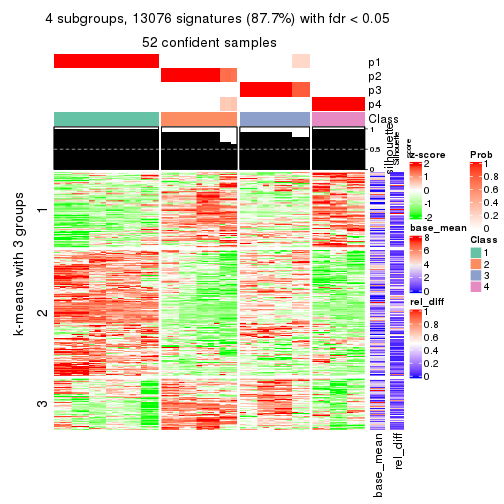 4 subgroups, 13076 signatures (87.7%) with fdr < 0.05
52 confident samples
p1
p2
p3
p4
Class
1
0.5
0
silhouette
Silhouette
score
k-means with 3 groups
1
2
3
base_mean
rel_diff
z-score
2
1
0
-1
-2
base_mean
8
6
4
2
0
rel_diff
1
0.8
0.6
0.4
0.2
0
Prob
1
0.8
0.6
0.4
0.2
0
Class
1
2
3
4